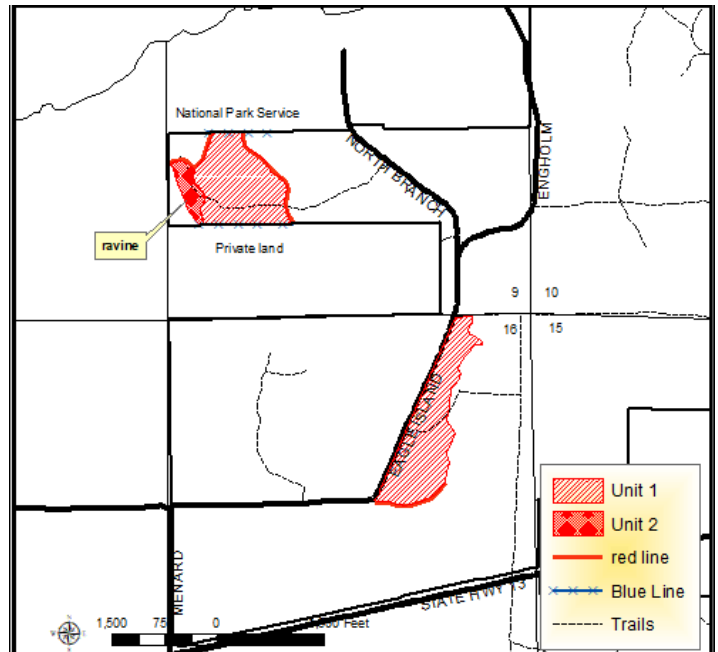 National Park Service
NORTH BRANCH
ENGHOLM
ravine
Private land
9 10
16 15
EAGLE ISLAND
Unit 1
Unit 2
red line
Blue Line
Trails
MENARD
STATE HWY 13
1,500 75 0 Feet